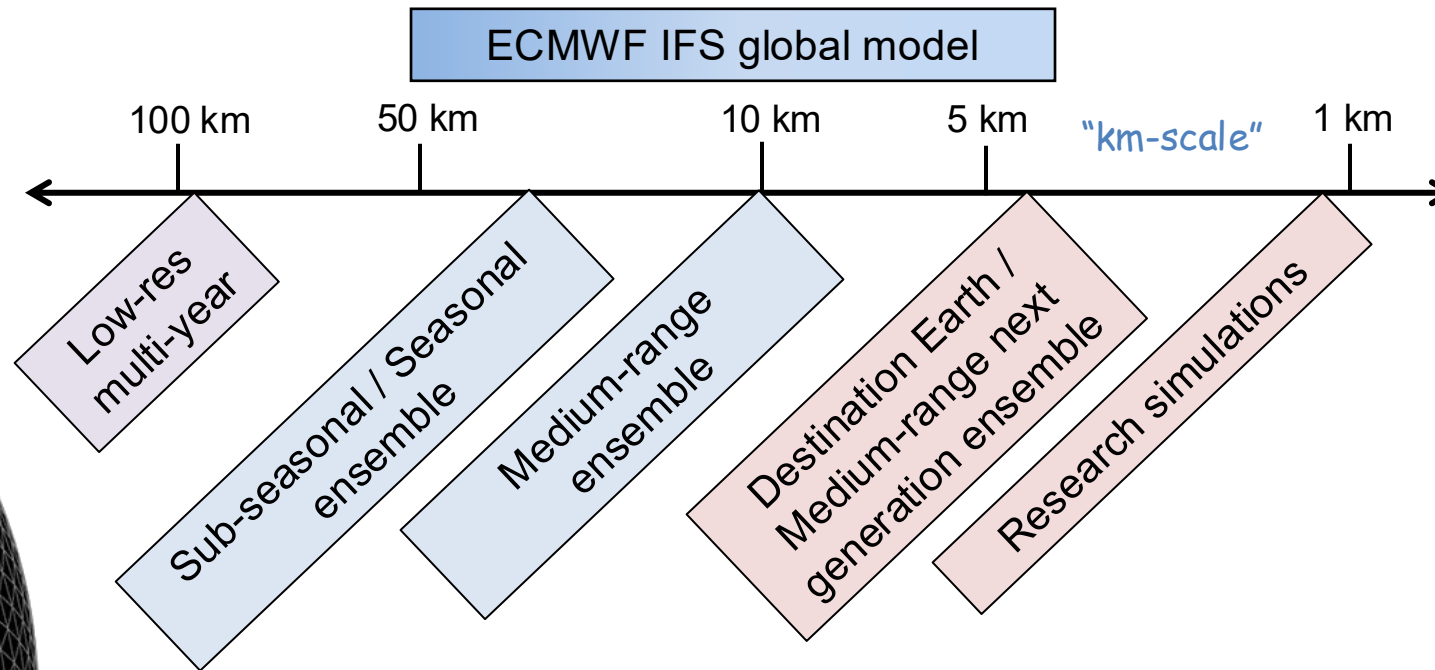 ECMWF IFS global model
100 km
50 km
10 km
5 km
“km-scale”
1 km
Low-res
multi-year
Sub-seasonal / Seasonal
ensemble
Medium-range
ensemble
Destination Earth /
Medium-range next
generation ensemble
Research simulations